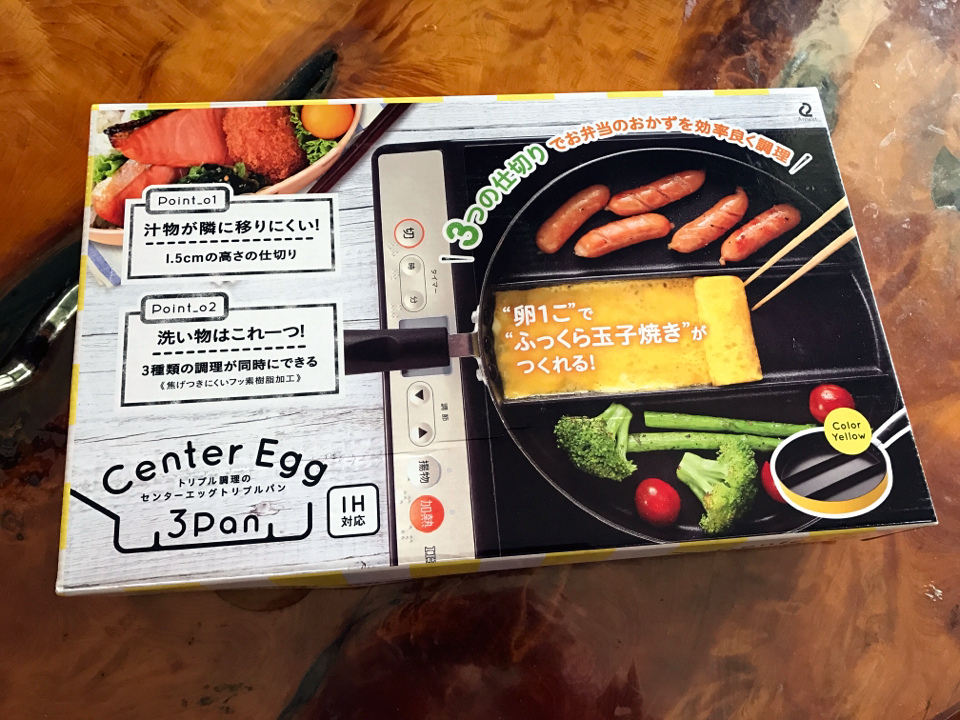 Arnest
3つの仕切りでお弁当のおかずを効率良く調理
Point_01
汁物が隣に移りにくい!
1.5cmの高さの仕切り
Point_02
洗い物はこれ一つ!
3種類の調理が同時にできる
《焦げつきにくいフッ素樹脂加工》
Center Egg
トリプル調理の
センターエッグトリプルパン
3Pan
IH
対応
切
タイマー
時
分
調節
揚物
加熱
“卵1こ”で
“ふっくら玉子焼き”が
つくれる!
Color
Yellow